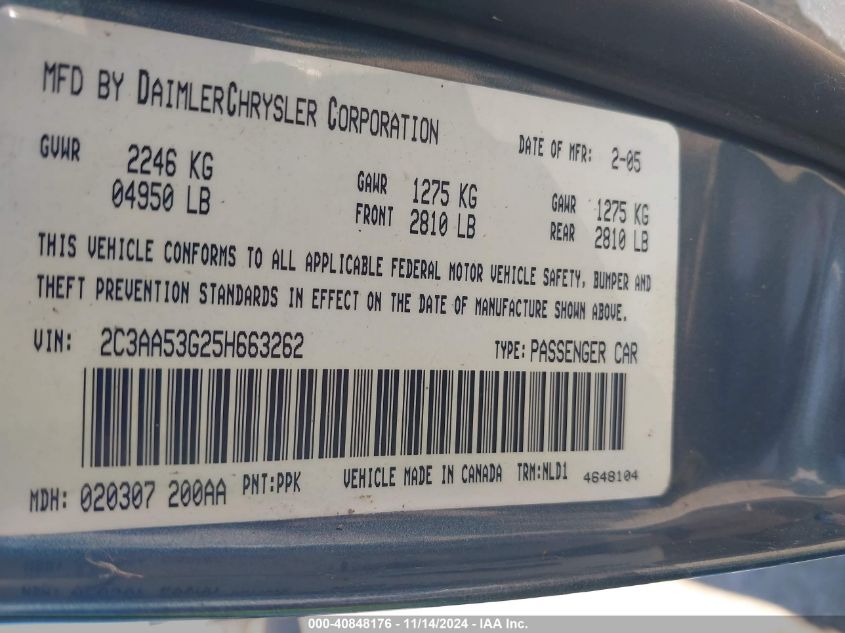 MFD BY DAIMLERCHRYSLER CORPORATION
DATE OF MFR: 2-05
GVWR 2246 KG
04950 LB
GAWR 1275 KG
FRONT 2810 LB
GAWR 1275 KG
REAR 2810 LB
THIS VEHICLE CONFORMS TO ALL APPLICABLE FEDERAL MOTOR VEHICLE SAFETY, BUMPER AND
THEFT PREVENTION STANDARDS IN EFFECT ON THE DATE OF MANUFACTURE SHOWN ABOVE.
VIN: 2C3AA53G25H663262
TYPE: PASSENGER CAR
MDH: 020307 200AA PNT:PPK VEHICLE MADE IN CANADA TRM:NLD1 4648104
000-40848176 - 11/14/2024 - IAA Inc.